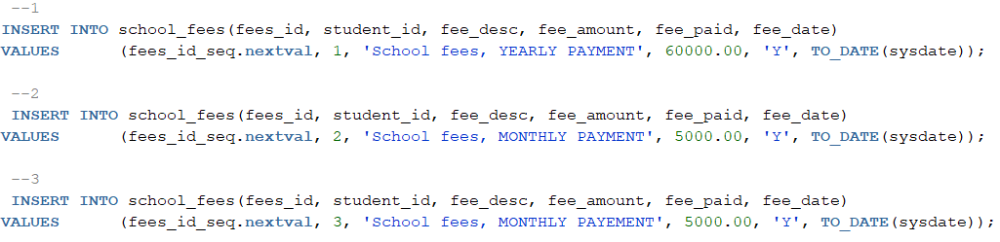 --1
INSERT INTO school_fees(fees_id, student_id, fee_desc, fee_amount, fee_paid, fee_date)
VALUES (fees_id_seq.nextval, 1, 'School fees, YEARLY PAYMENT', 60000.00, 'Y', TO_DATE(sysdate));
--2
INSERT INTO school_fees(fees_id, student_id, fee_desc, fee_amount, fee_paid, fee_date)
VALUES (fees_id_seq.nextval, 2, 'School fees, MONTHLY PAYMENT', 5000.00, 'Y', TO_DATE(sysdate));
--3
INSERT INTO school_fees(fees_id, student_id, fee_desc, fee_amount, fee_paid, fee_date)
VALUES (fees_id_seq.nextval, 3, 'School fees, MONTHLY PAYEMENT', 5000.00, 'Y', TO_DATE(sysdate));